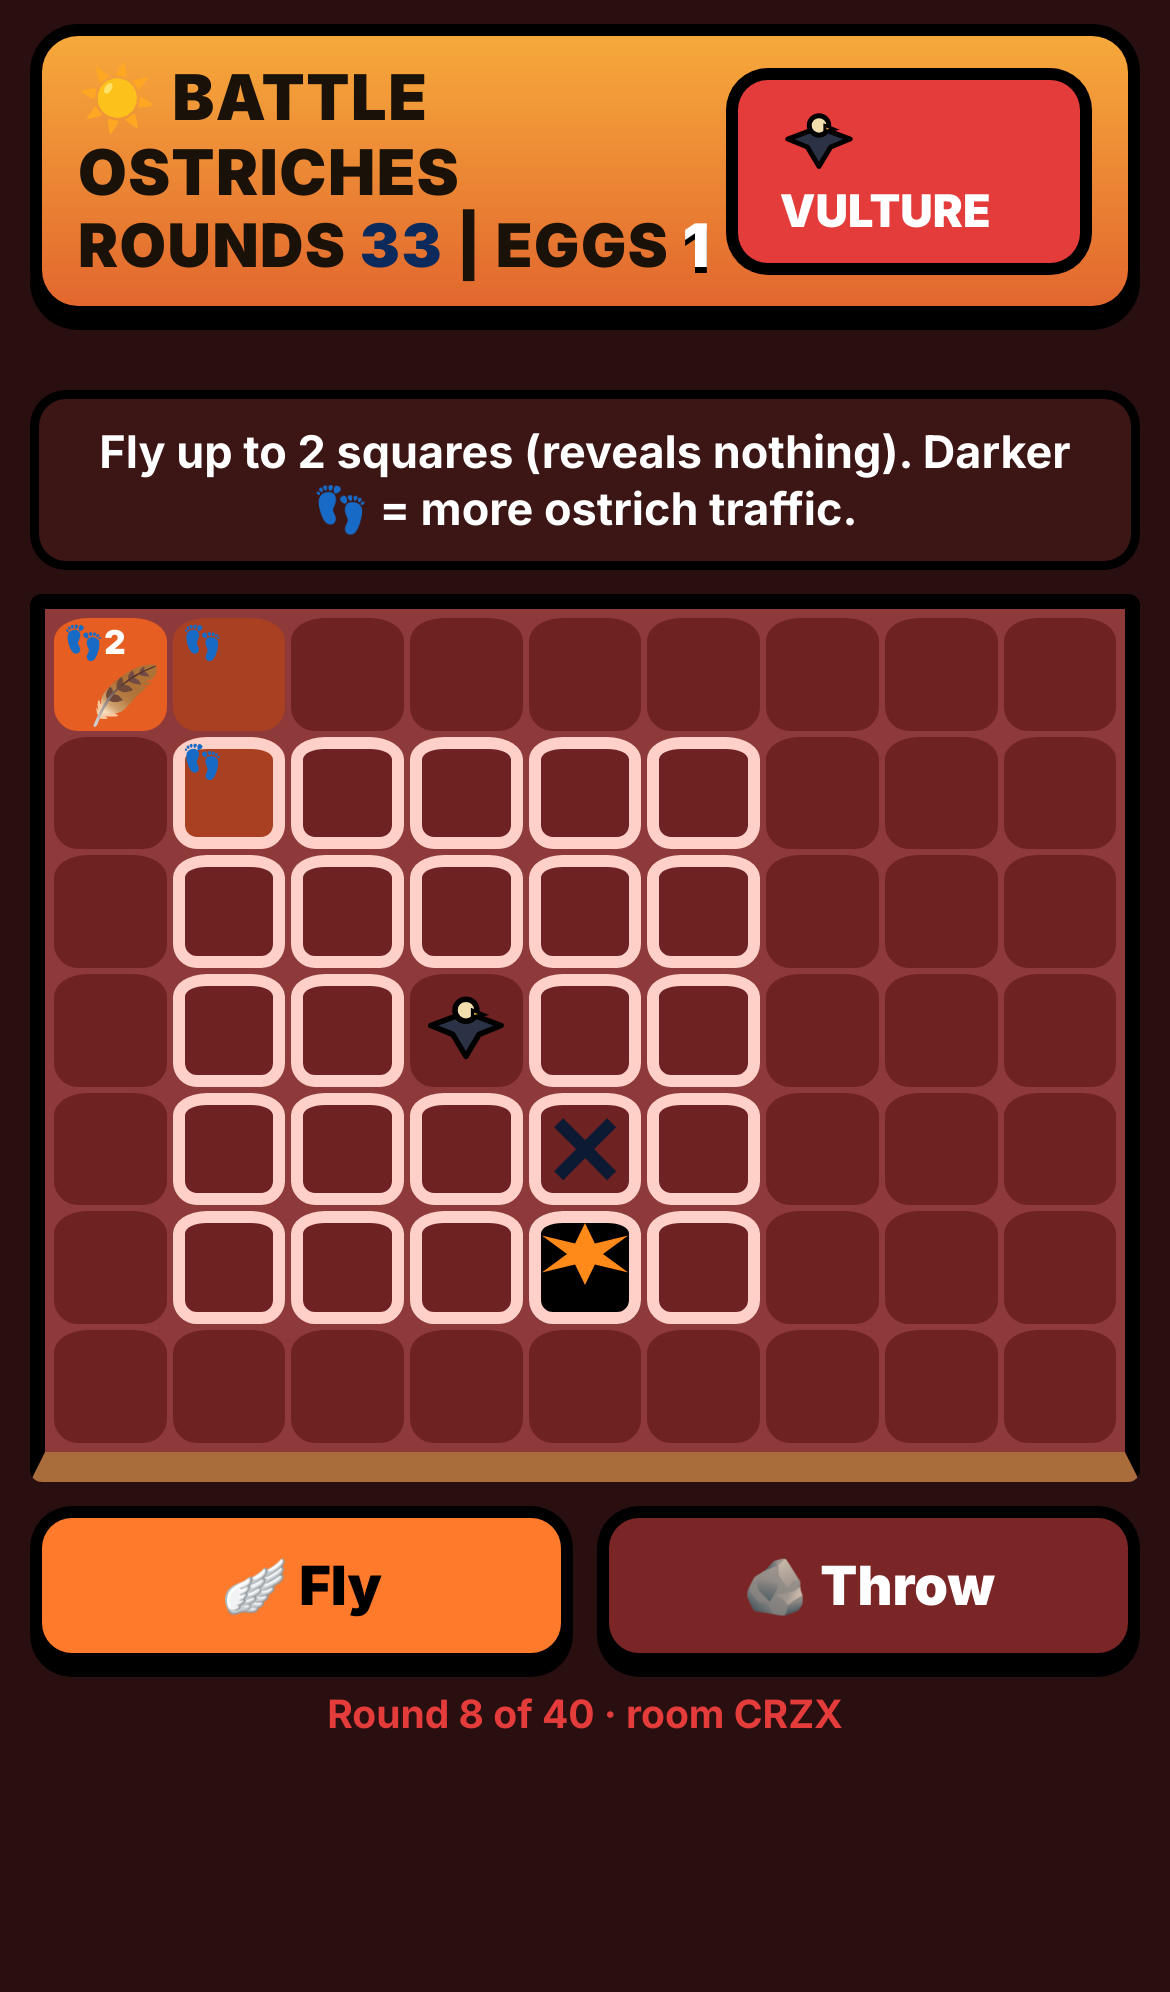 ☀️ BATTLE
OSTRICHES
ROUNDS 33 | EGGS 1
VULTURE
Fly up to 2 squares (reveals nothing). Darker
👣 = more ostrich traffic.
👣2
Fly
Throw
Round 8 of 40 · room CRZX